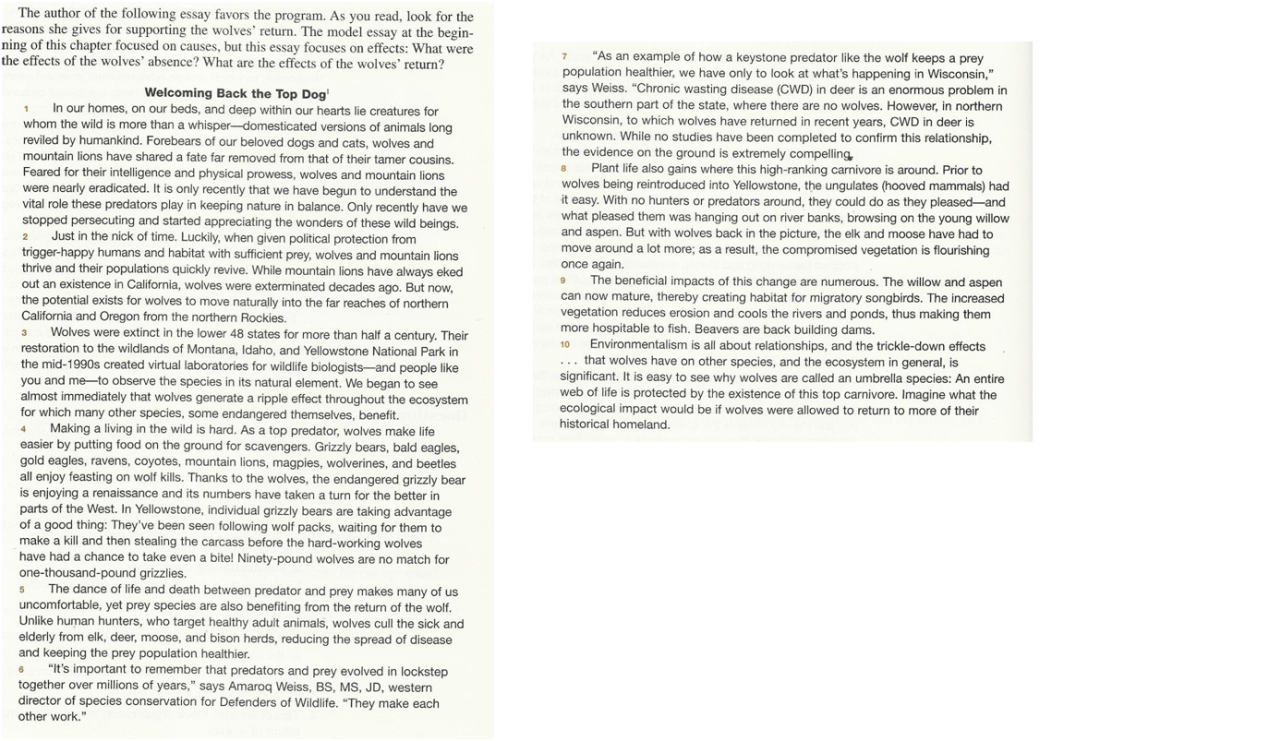 The author of the following essay favors the program. As you read, look for the
reasons she gives for supporting the wolves' return. The model essay at the begin-
ning of this chapter focused on causes, but this essay focuses on effects: What were
the effects of the wolves' absence? What are the effects of the wolves' return?
Welcoming Back the Top Dog¹
1 In our homes, on our beds, and deep within our hearts lie creatures for
whom the wild is more than a whisper—domesticated versions of animals long
reviled by humankind. Forebears of our beloved dogs and cats, wolves and
mountain lions have shared a fate far removed from that of their tamer cousins.
Feared for their intelligence and physical prowess, wolves and mountain lions
were nearly eradicated. It is only recently that we have begun to understand the
vital role these predators play in keeping nature in balance. Only recently have we
stopped persecuting and started appreciating the wonders of these wild beings.
2 Just in the nick of time. Luckily, when given political protection from
trigger-happy humans and habitat with sufficient prey, wolves and mountain lions
thrive and their populations quickly revive. While mountain lions have always eked
out an existence in California, wolves were exterminated decades ago. But now,
the potential exists for wolves to move naturally into the far reaches of northern
California and Oregon from the northern Rockies.
3 Wolves were extinct in the lower 48 states for more than half a century. Their
restoration to the wildlands of Montana, Idaho, and Yellowstone National Park in
the mid-1990s created virtual laboratories for wildlife biologists—and people like
you and me—to observe the species in its natural element. We began to see
almost immediately that wolves generate a ripple effect throughout the ecosystem
for which many other species, some endangered themselves, benefit.
4 Making a living in the wild is hard. As a top predator, wolves make life
easier by putting food on the ground for scavengers. Grizzly bears, bald eagles,
gold eagles, ravens, coyotes, mountain lions, magpies, wolverines, and beetles
all enjoy feasting on wolf kills. Thanks to the wolves, the endangered grizzly bear
is enjoying a renaissance and its numbers have taken a turn for the better in
parts of the West. In Yellowstone, individual grizzly bears are taking advantage
of a good thing: They've been seen following wolf packs, waiting for them to
make a kill and then stealing the carcass before the hard-working wolves
have had a chance to take even a bite! Ninety-pound wolves are no match for
one-thousand-pound grizzlies.
5 The dance of life and death between predator and prey makes many of us
uncomfortable, yet prey species are also benefiting from the return of the wolf.
Unlike human hunters, who target healthy adult animals, wolves cull the sick and
elderly from elk, deer, moose, and bison herds, reducing the spread of disease
and keeping the prey population healthier.
6 "It's important to remember that predators and prey evolved in lockstep
together over millions of years," says Amaroq Weiss, BS, MS, JD, western
director of species conservation for Defenders of Wildlife. "They make each
other work."
7 "As an example of how a keystone predator like the wolf keeps a prey
population healthier, we have only to look at what's happening in Wisconsin,"
says Weiss. "Chronic wasting disease (CWD) in deer is an enormous problem in
the southern part of the state, where there are no wolves. However, in northern
Wisconsin, to which wolves have returned in recent years, CWD in deer is
unknown. While no studies have been completed to confirm this relationship,
the evidence on the ground is extremely compelling.
8 Plant life also gains where this high-ranking carnivore is around. Prior to
wolves being reintroduced into Yellowstone, the ungulates (hooved mammals) had
it easy. With no hunters or predators around, they could do as they pleased—and
what pleased them was hanging out on river banks, browsing on the young willow
and aspen. But with wolves back in the picture, the elk and moose have had to
move around a lot more; as a result, the compromised vegetation is flourishing
once again.
9 The beneficial impacts of this change are numerous. The willow and aspen
can now mature, thereby creating habitat for migratory songbirds. The increased
vegetation reduces erosion and cools the rivers and ponds, thus making them
more hospitable to fish. Beavers are back building dams.
10 Environmentalism is all about relationships, and the trickle-down effects
. . . that wolves have on other species, and the ecosystem in general, is
significant. It is easy to see why wolves are called an umbrella species: An entire
web of life is protected by the existence of this top carnivore. Imagine what the
ecological impact would be if wolves were allowed to return to more of their
historical homeland.